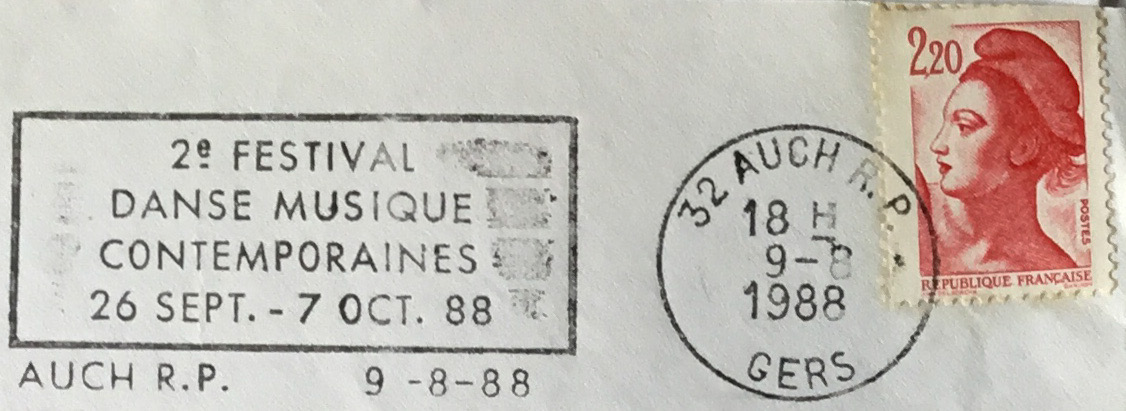 2e FESTIVAL
DANSE MUSIQUE
CONTEMPORAINES
26 SEPT. - 7 OCT. 88
AUCH R.P. 9 -8-88
32 AUCH R.P.
18 H
9-8
1988
GERS
2,20
POSTES
REPUBLIQUE FRANÇAISE